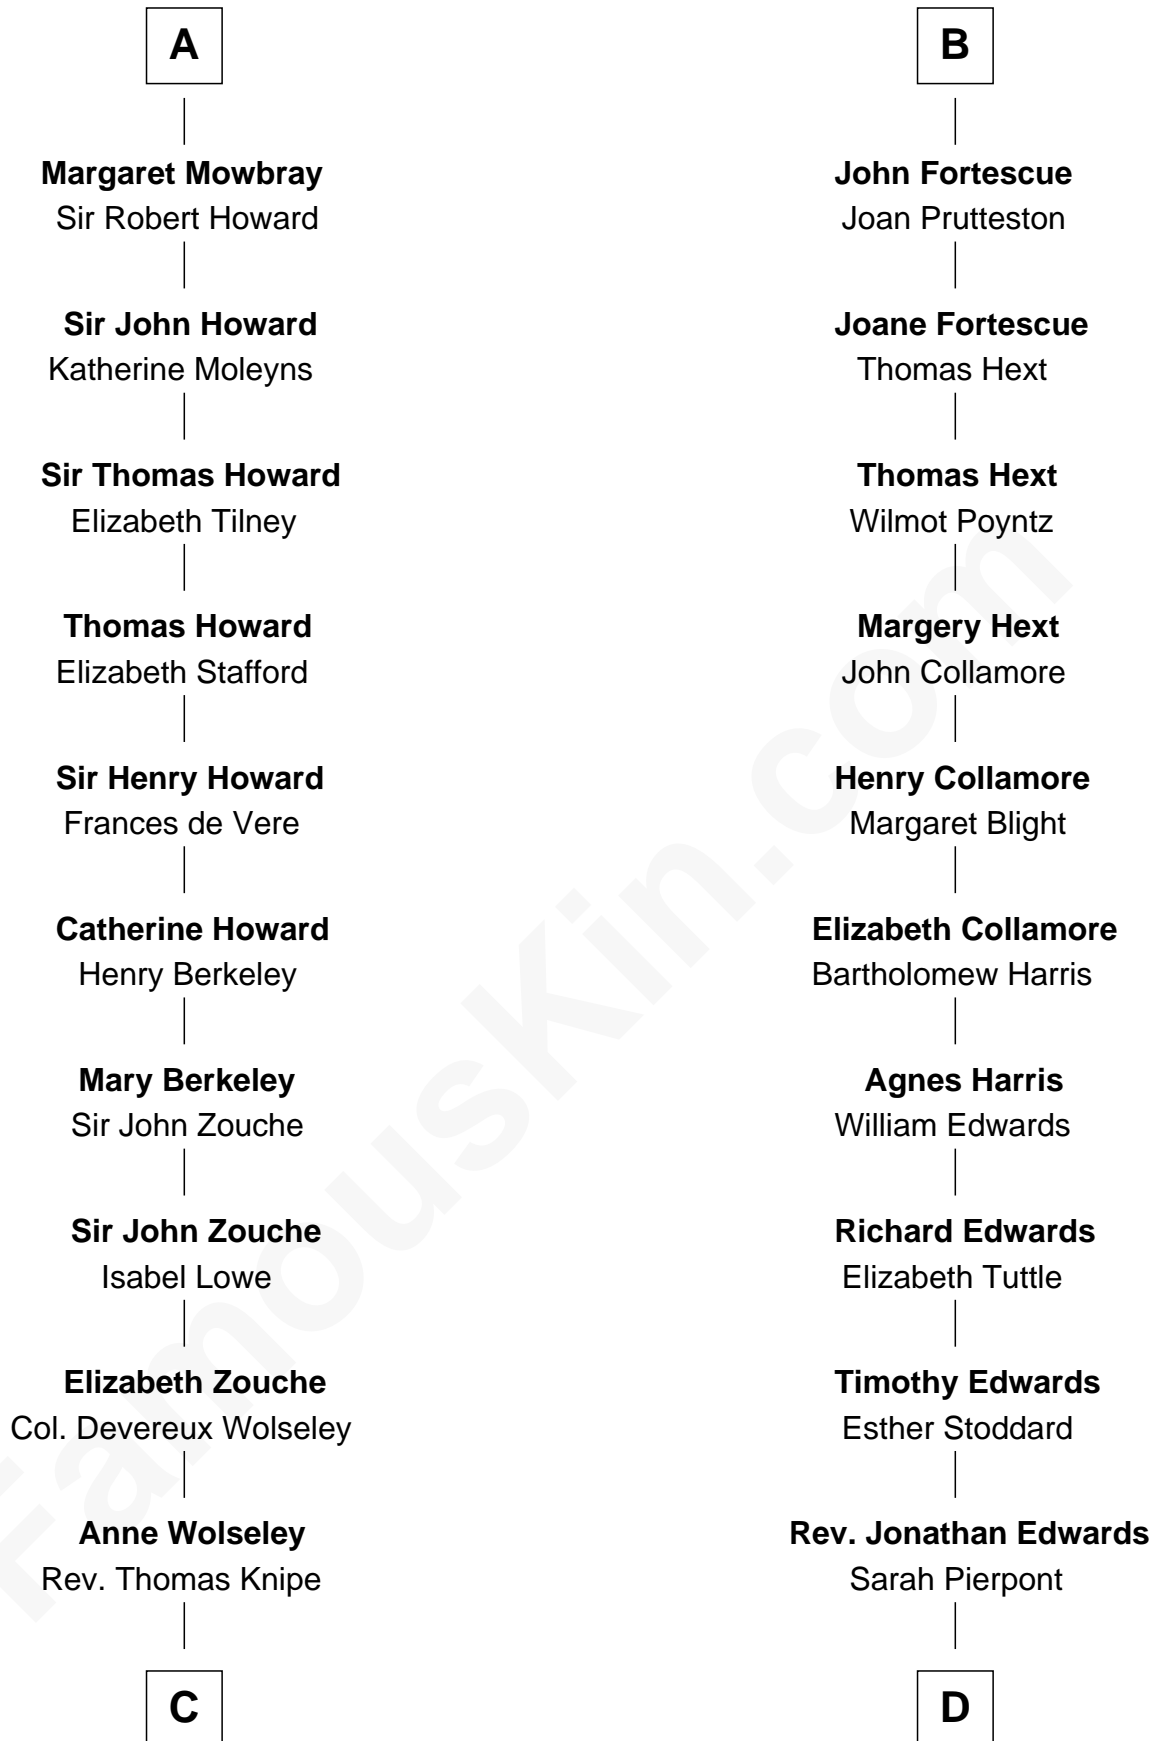 A
Margaret Mowbray
Sir Robert Howard
Sir John Howard
Katherine Moleyns
Sir Thomas Howard
Elizabeth Tilney
Thomas Howard
Elizabeth Stafford
Sir Henry Howard
Frances de Vere
Catherine Howard
Henry Berkeley
Mary Berkeley
Sir John Zouche
Sir John Zouche
Isabel Lowe
Elizabeth Zouche
Col. Devereux Wolseley
Anne Wolseley
Rev. Thomas Knipe
C
B
John Fortescue
Joan Prutteston
Joane Fortescue
Thomas Hext
Thomas Hext
Wilmot Poyntz
Margery Hext
John Collamore
Henry Collamore
Margaret Blight
Elizabeth Collamore
Bartholomew Harris
Agnes Harris
William Edwards
Richard Edwards
Elizabeth Tuttle
Timothy Edwards
Esther Stoddard
Rev. Jonathan Edwards
Sarah Pierpont
D
FamousKin.com